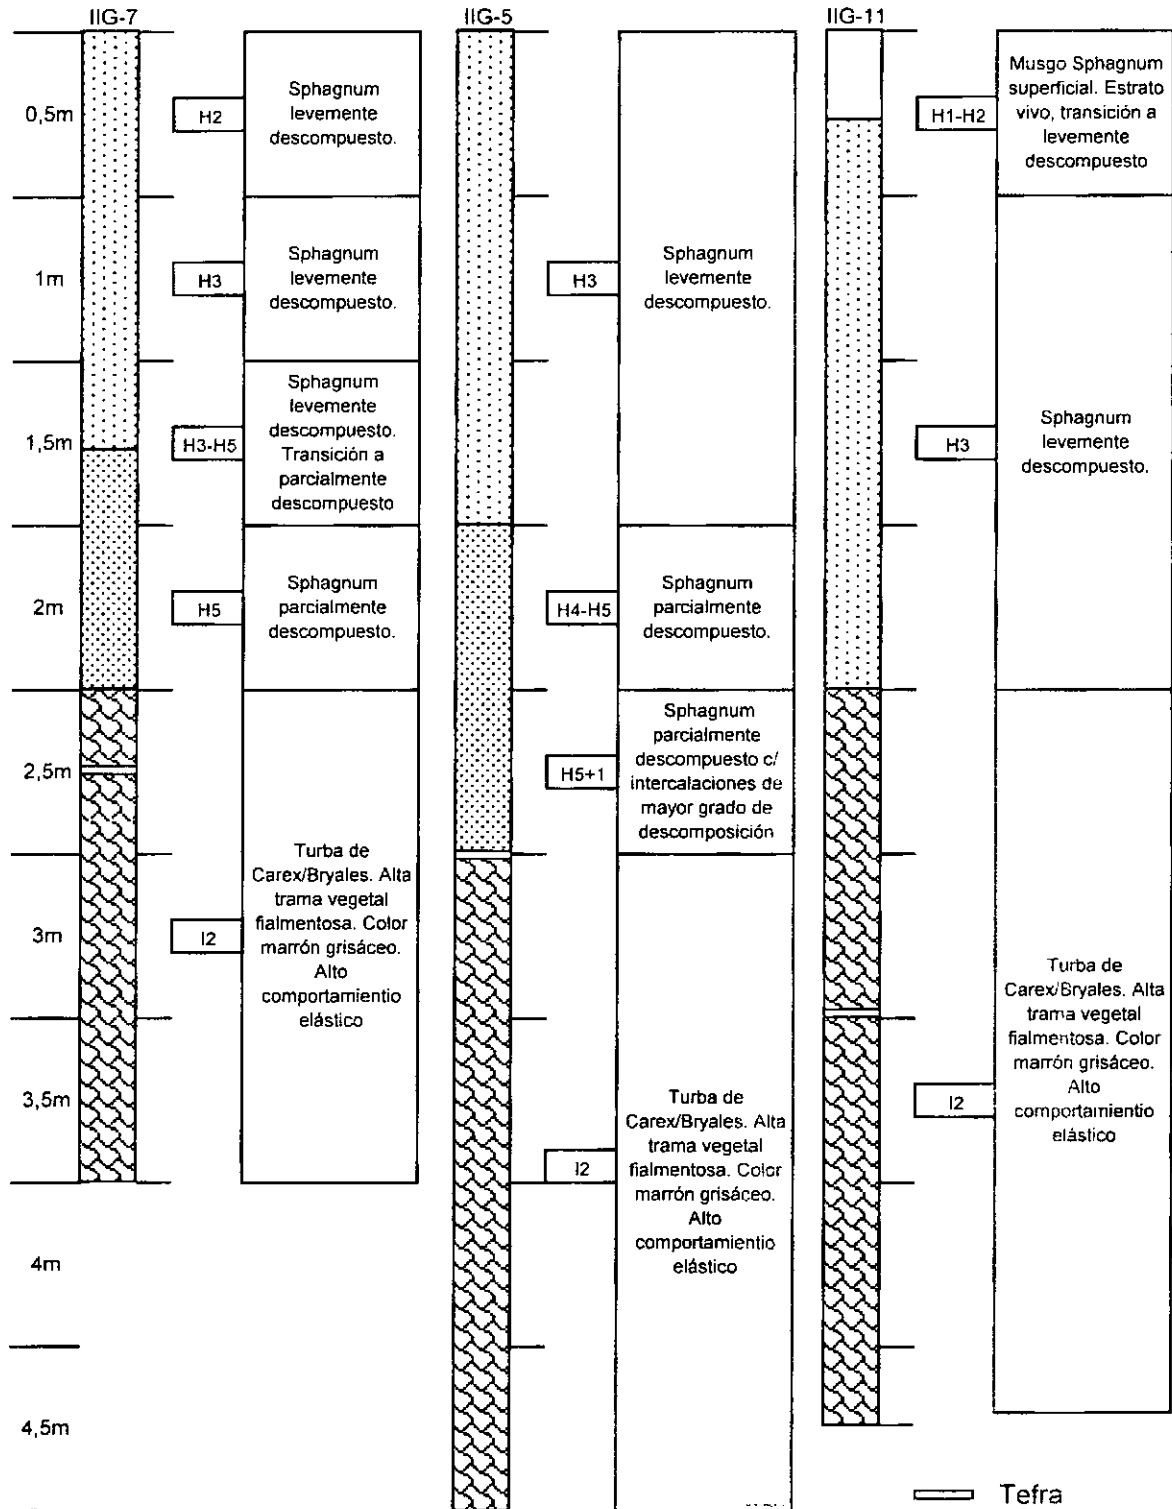 IIG-7
IIG-5
IIG-11
0,5m
1m
1,5m
2m
2,5m
3m
3,5m
4m
4,5m
H2
Sphagnum
levemente
descompuesto.
H3
Sphagnum
levemente
descompuesto.
H3-H5
Sphagnum
levemente
descompuesto.
Transición a
parcialmente
descompuesto
H5
Sphagnum
parcialmente
descompuesto.
I2
Turba de
Carex/Bryales. Alta
trama vegetal
fialmentosa. Color
marrón grisáceo.
Alto
comportamientio
elástico
H3
Sphagnum
levemente
descompuesto.
H4-H5
Sphagnum
parcialmente
descompuesto.
H5+1
Sphagnum
parcialmente
descompuesto c/
intercalaciones de
mayor grado de
descomposición
I2
Turba de
Carex/Bryales. Alta
trama vegetal
fialmentosa. Color
marrón grisáceo.
Alto
comportamientio
elástico
H1-H2
Musgo Sphagnum
superficial. Estrato
vivo, transición a
levemente
descompuesto
H3
Sphagnum
levemente
descompuesto.
I2
Turba de
Carex/Bryales. Alta
trama vegetal
fialmentosa. Color
marrón grisáceo.
Alto
comportamientio
elástico
Tefra